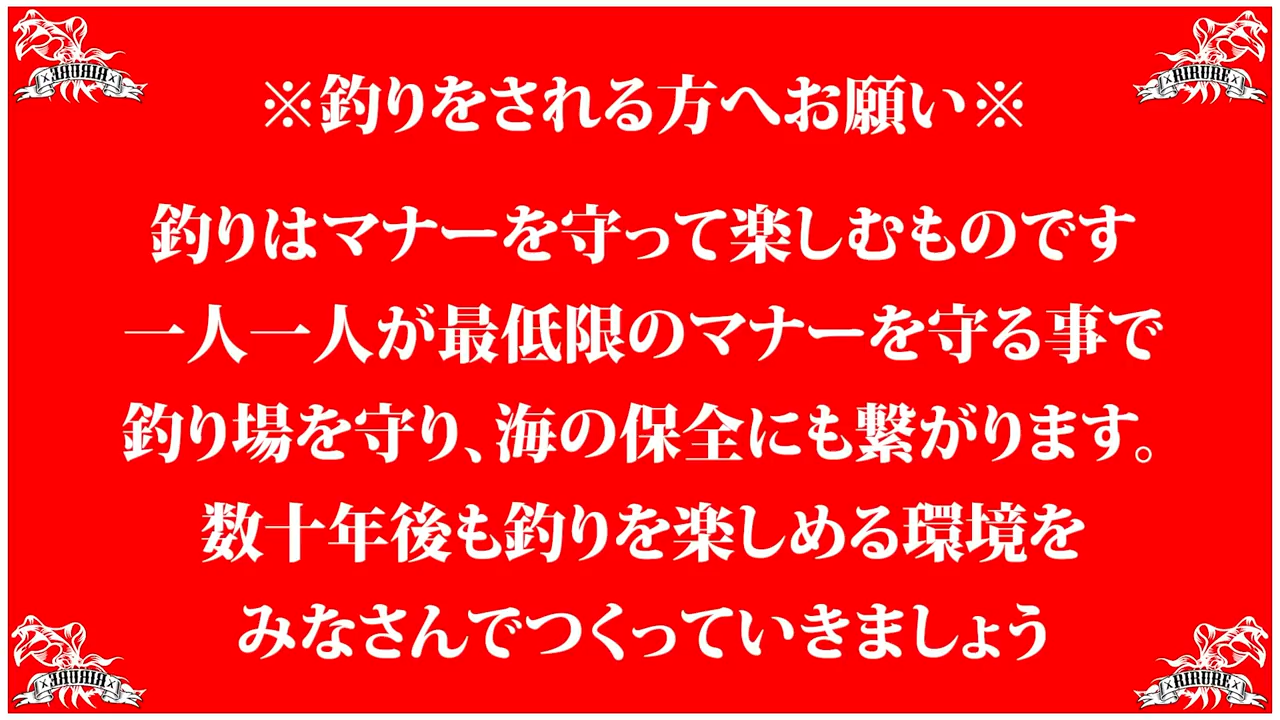 ※釣りをされる方へお願い※
釣りはマナーを守って楽しむものです
一人一人が最低限のマナーを守る事で
釣り場を守り、海の保全にも繋がります。
数十年後も釣りを楽しめる環境を
みなさんでつくっていきましょう
RIRURE
RIRURE